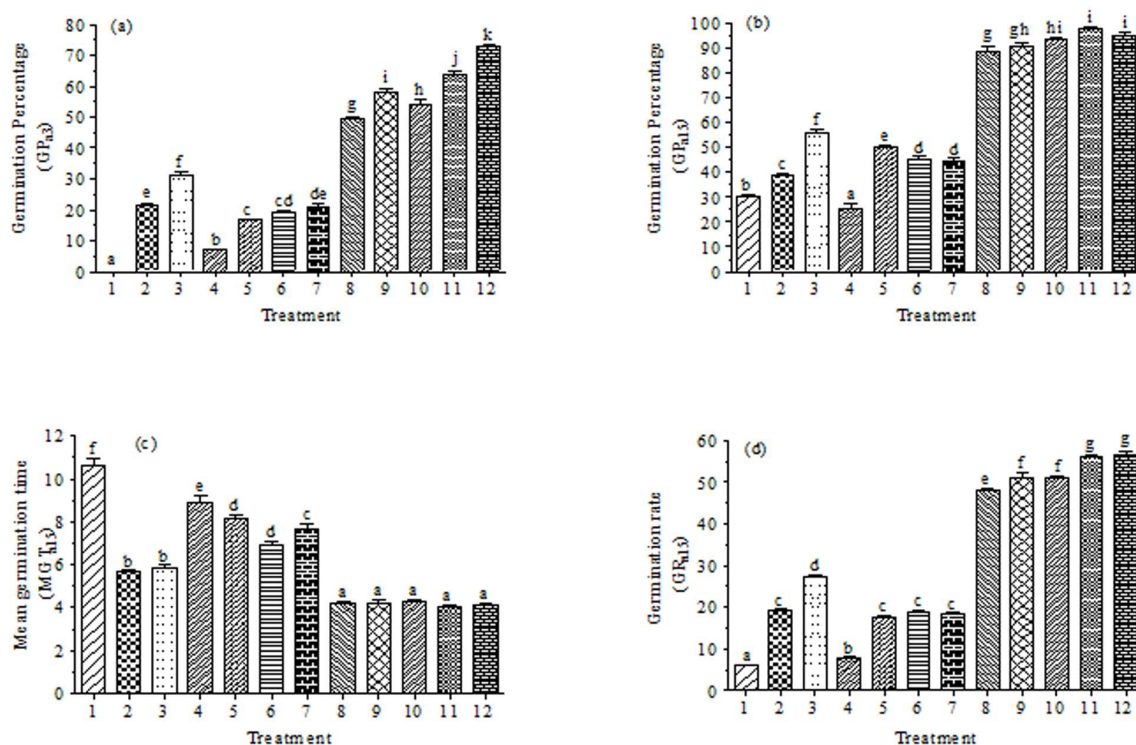 (a)
Germination Percentage
(GPn3)
80
70
60
50
40
30
20
10
0
a e f b c cd de g i h j k
1 2 3 4 5 6 7 8 9 10 11 12
Treatment
(b)
Germination Percentage
(GPn15)
100
90
80
70
60
50
40
30
20
10
0
b c f a e d d g gh hi i i
1 2 3 4 5 6 7 8 9 10 11 12
Treatment
(c)
Mean germination time
(MGTn15)
12
10
8
6
4
2
0
f b b e d d c a a a a a
1 2 3 4 5 6 7 8 9 10 11 12
Treatment
(d)
Germination rate
(GRn15)
60
50
40
30
20
10
0
a c d b c c c e f f g g
1 2 3 4 5 6 7 8 9 10 11 12
Treatment